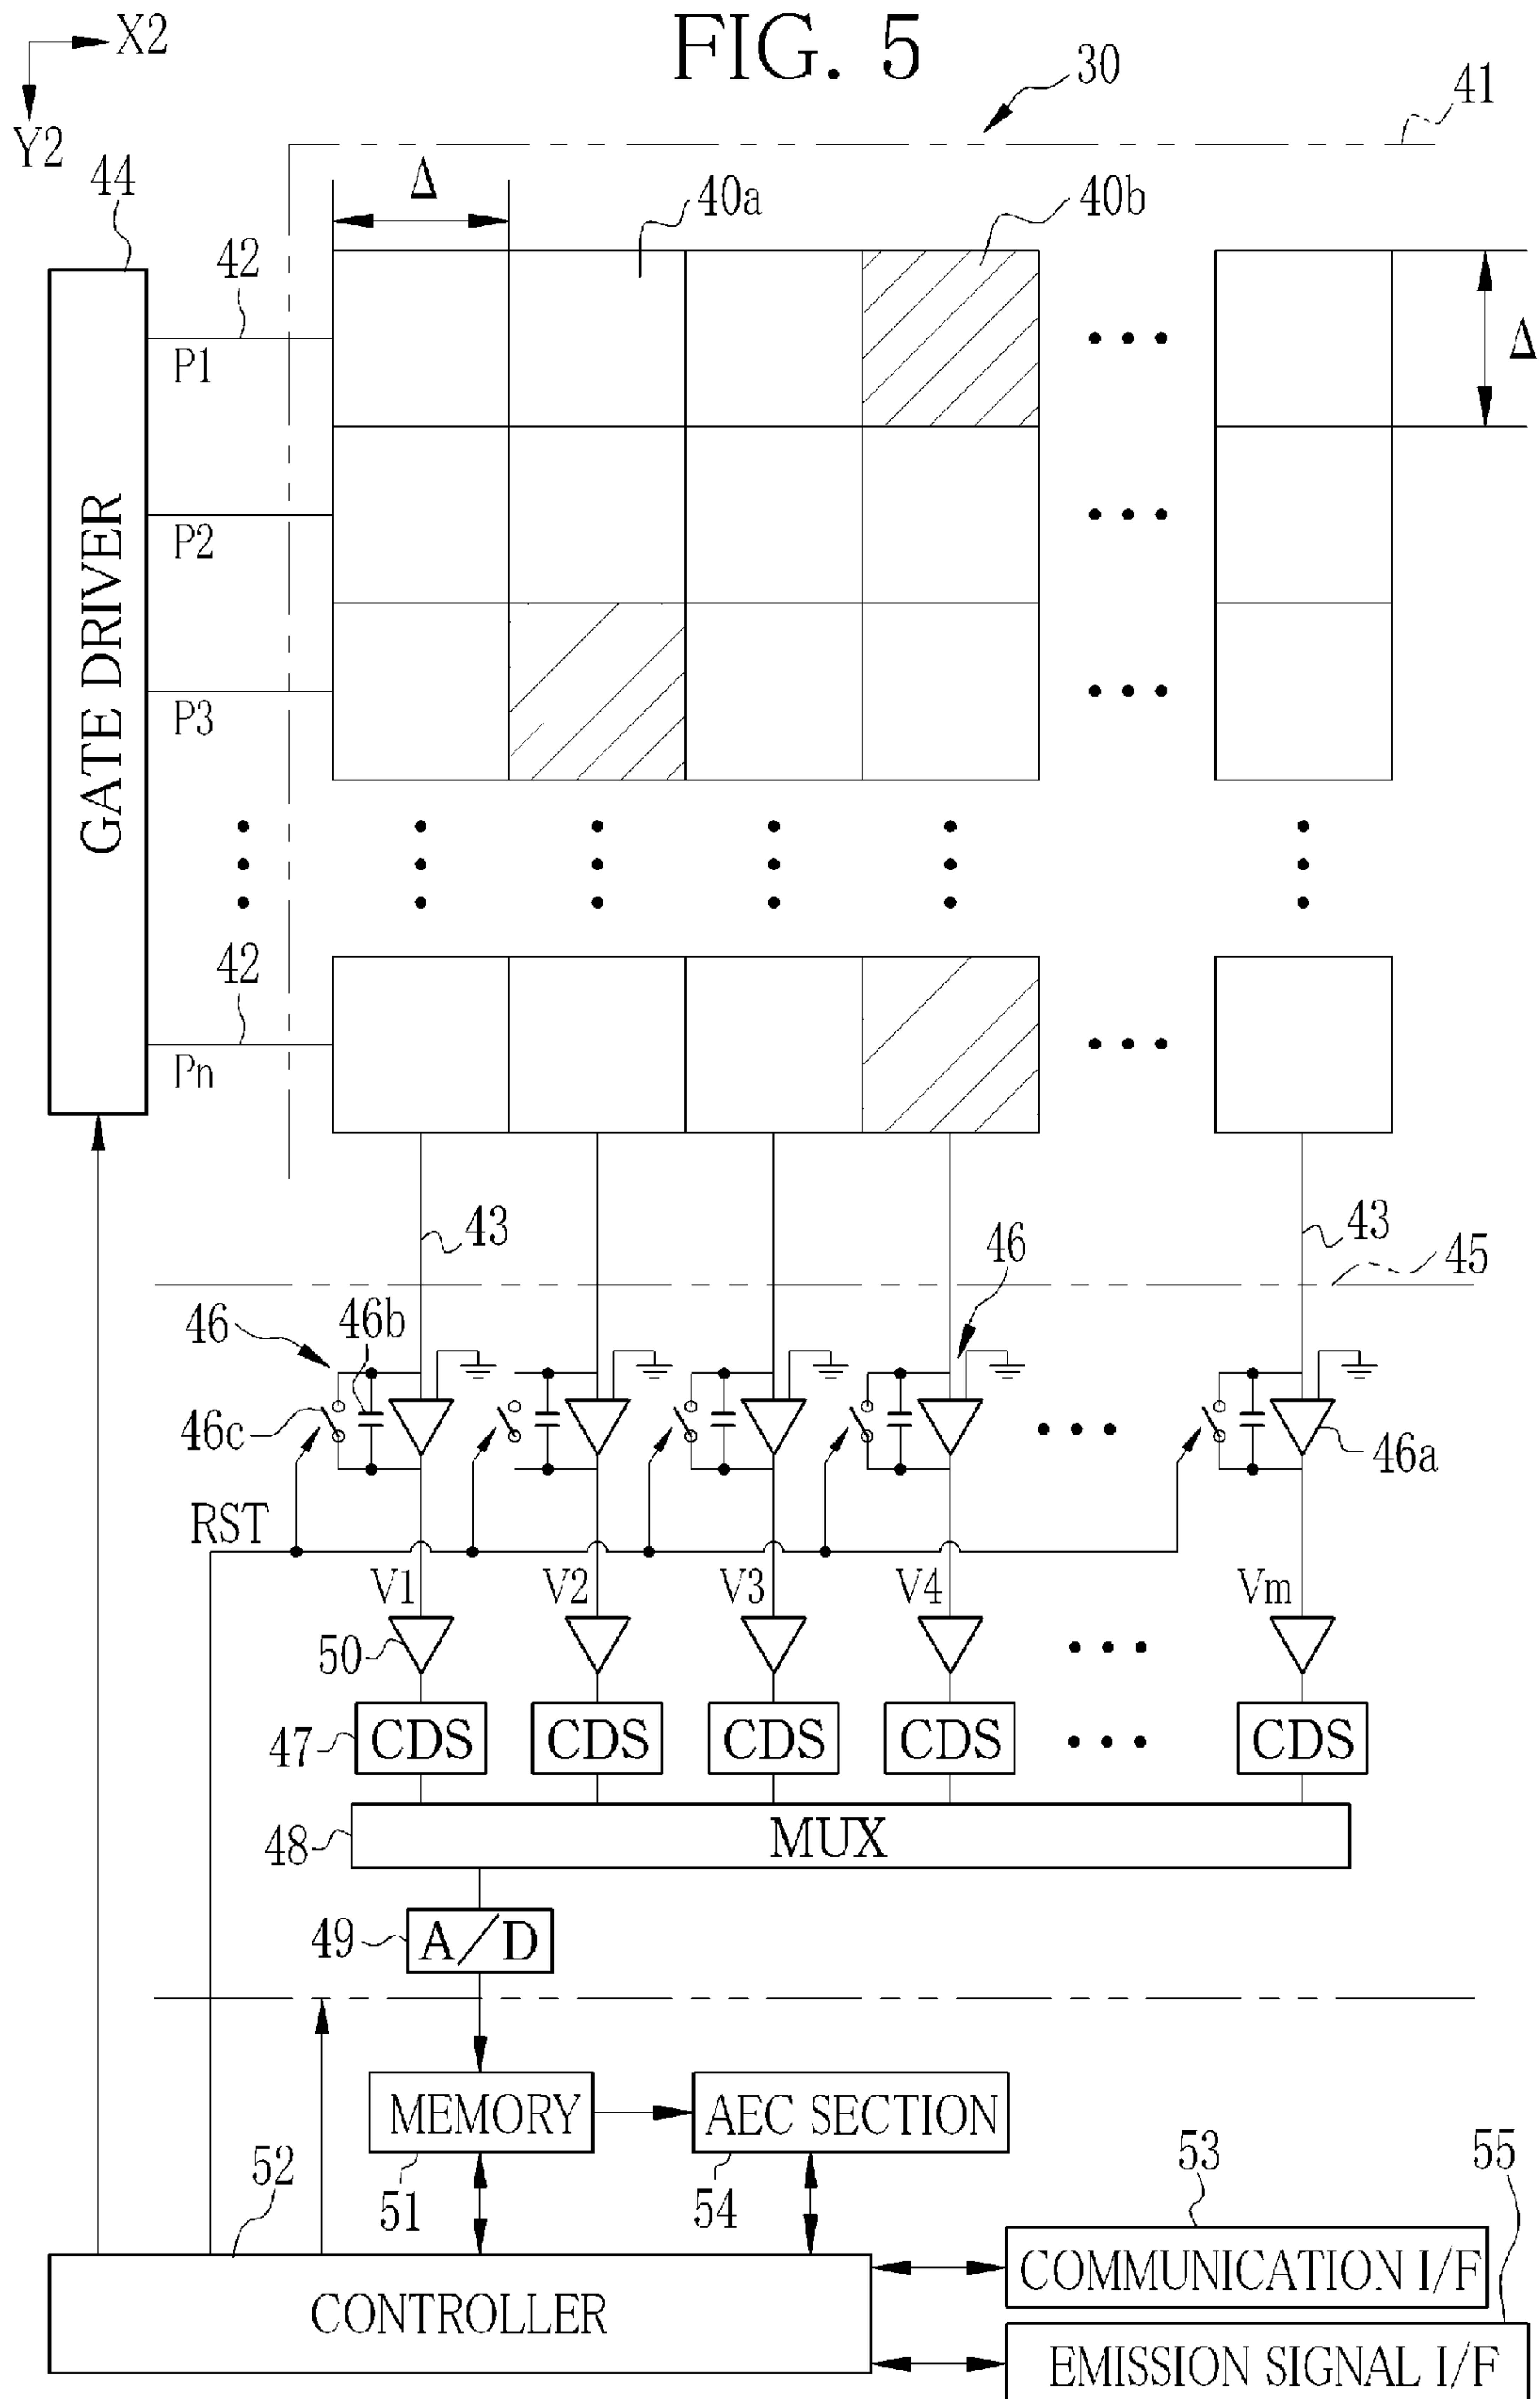 FIG. 5
X2
Y2
30
41
44
Δ
40a
40b
42
P1
Δ
GATE DRIVER
P2
P3
42
Pn
43
46
43
45
46
46b
46c
46a
RST
V1
V2
V3
V4
Vm
50
47
CDS
CDS
CDS
CDS
CDS
48
MUX
49
A/D
MEMORY
AEC SECTION
52
51
54
53
55
COMMUNICATION I/F
CONTROLLER
EMISSION SIGNAL I/F